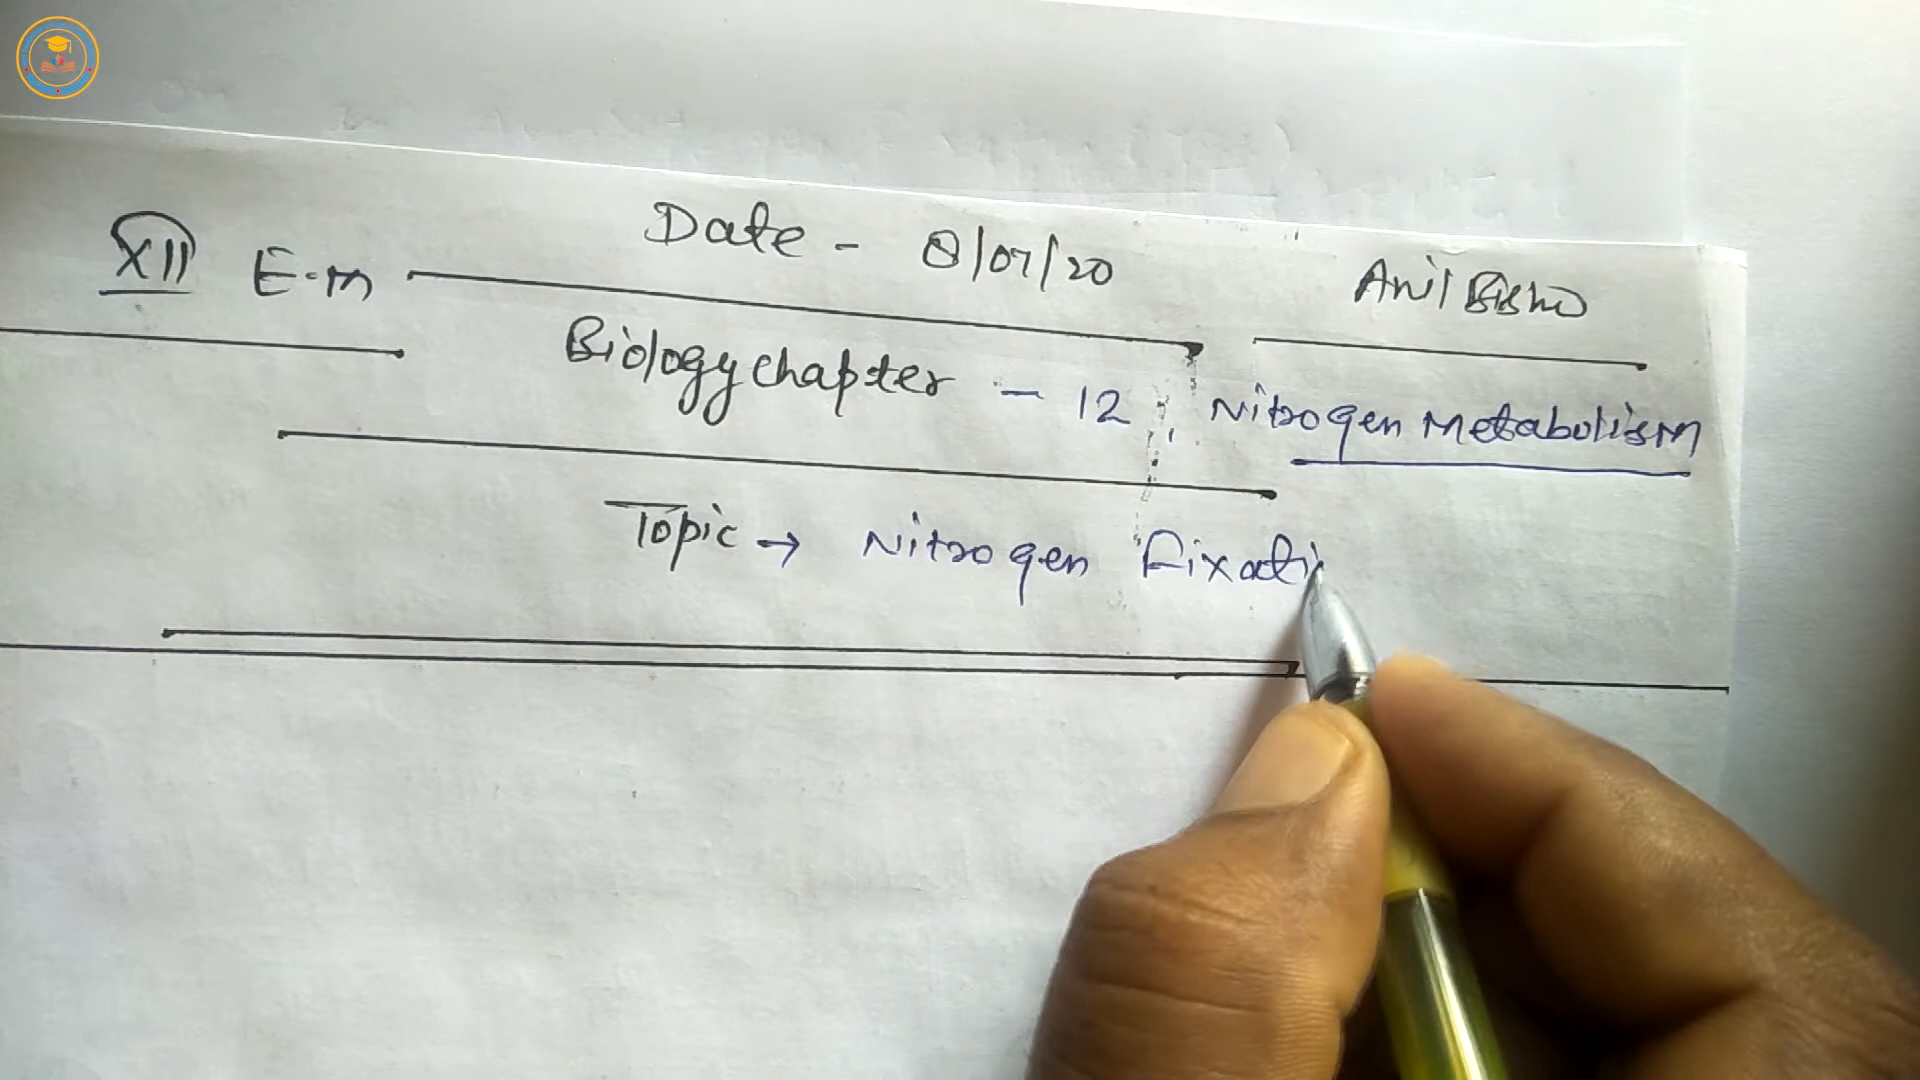 XII E.m Date - 8/07/20 Anil
Biology chapter - 12, Nitrogen Metabolism
Topic → Nitrogen Fixati